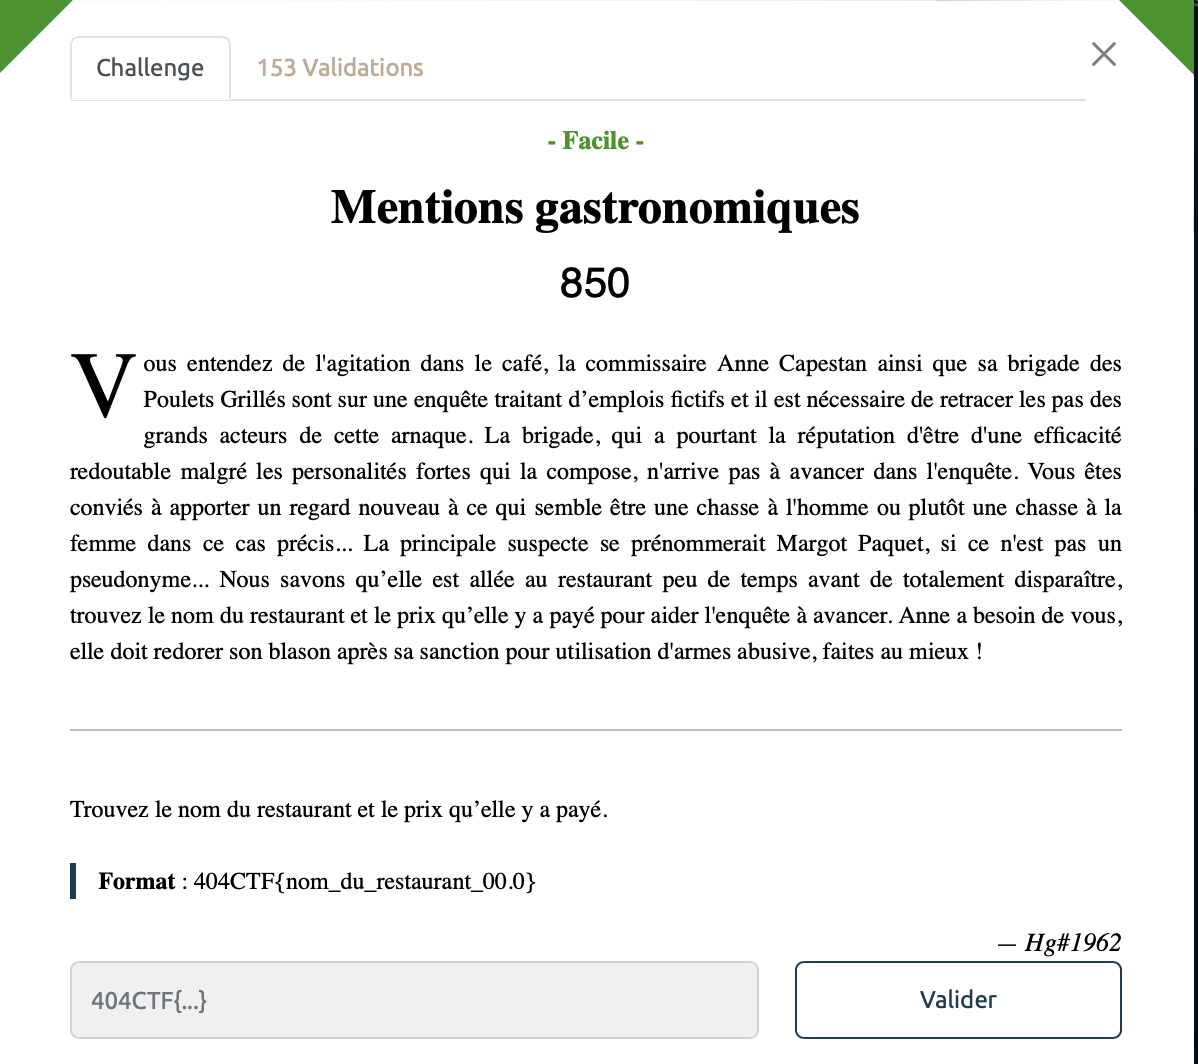 Challenge
153 Validations
- Facile -
Mentions gastronomiques
850
Vous entendez de l'agitation dans le café, la commissaire Anne Capestan ainsi que sa brigade des
Poulets Grillés sont sur une enquête traitant d’emplois fictifs et il est nécessaire de retracer les pas des
grands acteurs de cette arnaque. La brigade, qui a pourtant la réputation d'être d'une efficacité
redoutable malgré les personalités fortes qui la compose, n'arrive pas à avancer dans l'enquête. Vous êtes
conviés à apporter un regard nouveau à ce qui semble être une chasse à l'homme ou plutôt une chasse à la
femme dans ce cas précis... La principale suspecte se prénommerait Margot Paquet, si ce n'est pas un
pseudonyme... Nous savons qu’elle est allée au restaurant peu de temps avant de totalement disparaître,
trouvez le nom du restaurant et le prix qu’elle y a payé pour aider l'enquête à avancer. Anne a besoin de vous,
elle doit redorer son blason après sa sanction pour utilisation d'armes abusive, faites au mieux !
Trouvez le nom du restaurant et le prix qu’elle y a payé.
Format : 404CTF{nom_du_restaurant_00.0}
— Hg#1962
404CTF{...}
Valider